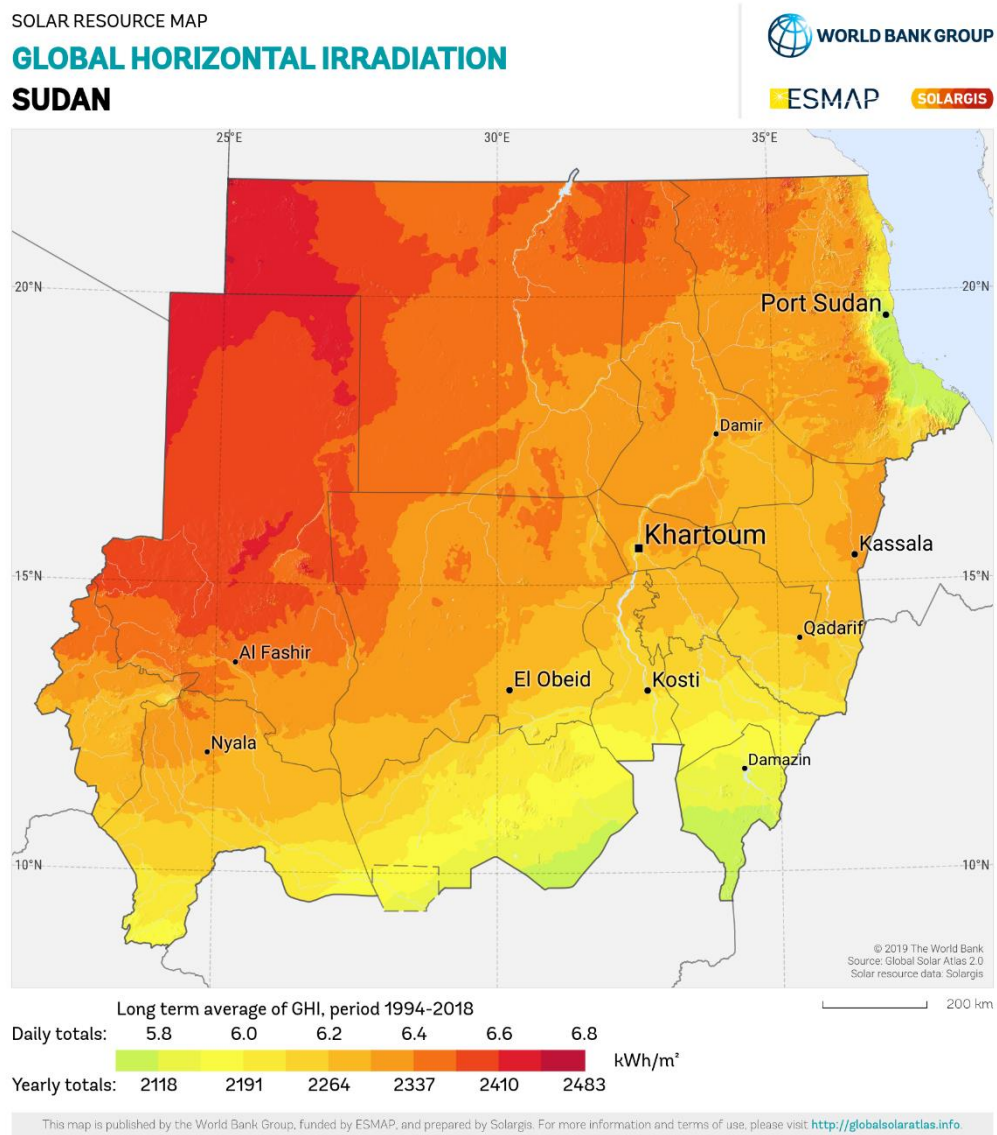 SOLAR RESOURCE MAP
GLOBAL HORIZONTAL IRRADIATION
SUDAN
WORLD BANK GROUP
ESMAP
SOLARGIS
25°E 30°E 35°E
20°N 20°N
Port Sudan
Damir
Khartoum
Kassala
15°N 15°N
Qadarif
Al Fashir
El Obeid
Kosti
Nyala
Damazin
10°N 10°N
© 2019 The World Bank
Source: Global Solar Atlas 2.0
Solar resource data: Solargis
200 km
Long term average of GHI, period 1994-2018
Daily totals: 5.8 6.0 6.2 6.4 6.6 6.8
kWh/m²
Yearly totals: 2118 2191 2264 2337 2410 2483
This map is published by the World Bank Group, funded by ESMAP, and prepared by Solargis. For more information and terms of use, please visit http://globalsolaratlas.info.